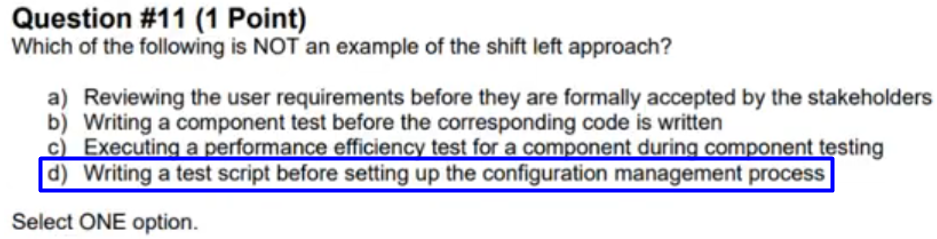 Question #11 (1 Point)
Which of the following is NOT an example of the shift left approach?
a) Reviewing the user requirements before they are formally accepted by the stakeholders
b) Writing a component test before the corresponding code is written
c) Executing a performance efficiency test for a component during component testing
d) Writing a test script before setting up the configuration management process
Select ONE option.